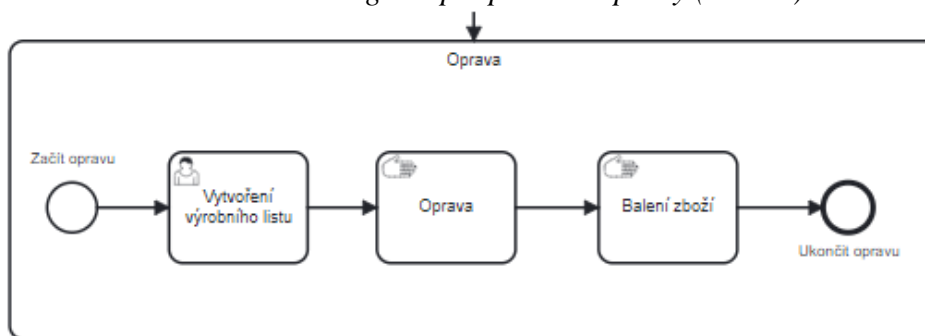 Oprava
Začít opravu
Vytvoření
výrobního listu
Oprava
Balení zboží
Ukončit opravu